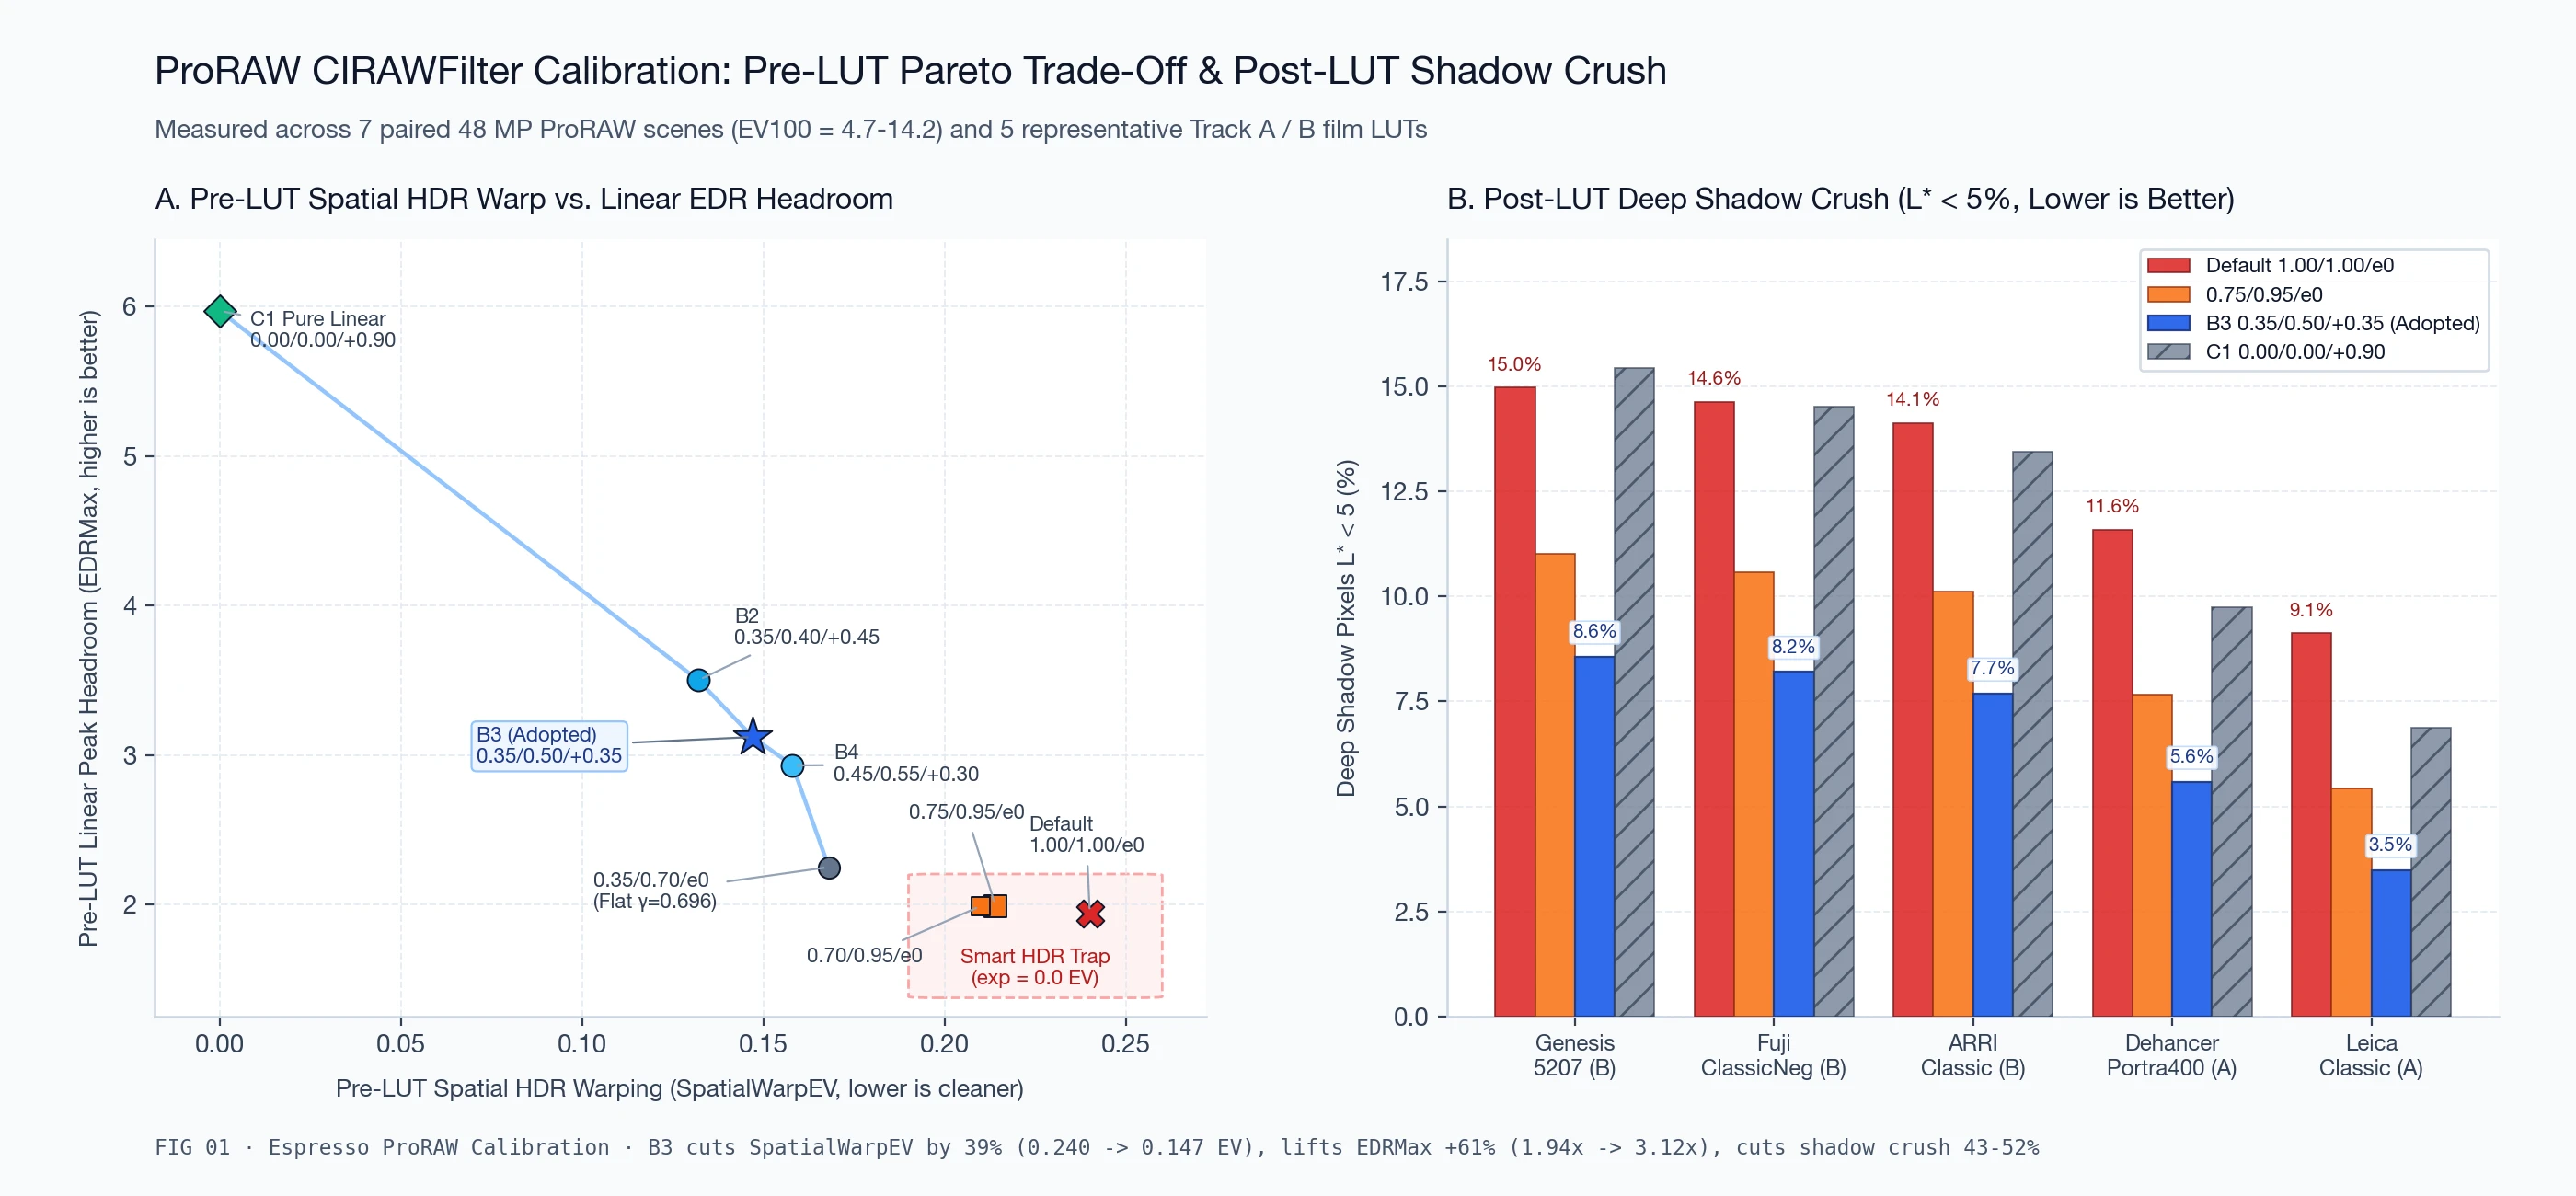 ProRAW CIRAWFilter Calibration: Pre-LUT Pareto Trade-Off & Post-LUT Shadow Crush
Measured across 7 paired 48 MP ProRAW scenes (EV100 = 4.7-14.2) and 5 representative Track A / B film LUTs
A. Pre-LUT Spatial HDR Warp vs. Linear EDR Headroom
Pre-LUT Linear Peak Headroom (EDRMax, higher is better)
6
5
4
3
2
C1 Pure Linear
0.00/0.00/+0.90
B2
0.35/0.40/+0.45
B3 (Adopted)
0.35/0.50/+0.35
B4
0.45/0.55/+0.30
0.75/0.95/e0
Default
1.00/1.00/e0
0.35/0.70/e0
(Flat γ=0.696)
0.70/0.95/e0
Smart HDR Trap
(exp = 0.0 EV)
0.00
0.05
0.10
0.15
0.20
0.25
Pre-LUT Spatial HDR Warping (SpatialWarpEV, lower is cleaner)
B. Post-LUT Deep Shadow Crush (L* < 5%, Lower is Better)
Deep Shadow Pixels L* < 5 (%)
17.5
15.0
12.5
10.0
7.5
5.0
2.5
0.0
Default 1.00/1.00/e0
0.75/0.95/e0
B3 0.35/0.50/+0.35 (Adopted)
C1 0.00/0.00/+0.90
15.0%
8.6%
14.6%
8.2%
14.1%
7.7%
11.6%
5.6%
9.1%
3.5%
Genesis
5207 (B)
Fuji
ClassicNeg (B)
ARRI
Classic (B)
Dehancer
Portra400 (A)
Leica
Classic (A)
FIG 01 · Espresso ProRAW Calibration · B3 cuts SpatialWarpEV by 39% (0.240 -> 0.147 EV), lifts EDRMax +61% (1.94x -> 3.12x), cuts shadow crush 43-52%